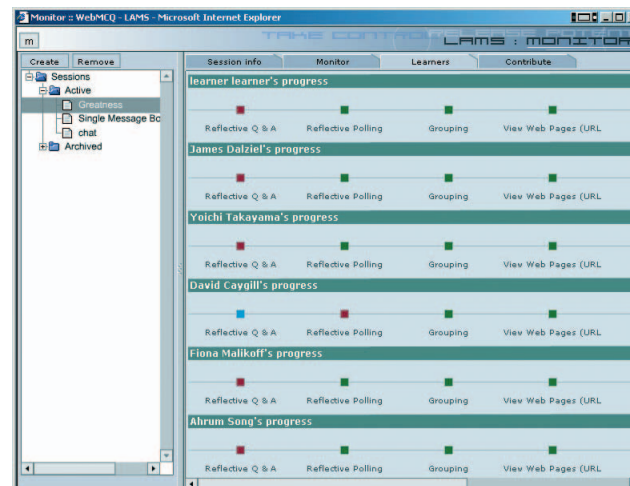 Monitor :: WebMCQ - LAMS - Microsoft Internet Explorer
m
LAMS : MONITOR
Create Remove
Sessions
Active
Greatness
Single Message Bo
chat
Archived
Session info Monitor Learners Contribute
learner learner's progress
Reflective Q & A Reflective Polling Grouping View Web Pages (URL
James Dalziel's progress
Reflective Q & A Reflective Polling Grouping View Web Pages (URL
Yoichi Takayama's progress
Reflective Q & A Reflective Polling Grouping View Web Pages (URL
David Caygill's progress
Reflective Q & A Reflective Polling Grouping View Web Pages (URL
Fiona Malikoff's progress
Reflective Q & A Reflective Polling Grouping View Web Pages (URL
Ahrum Song's progress
Reflective Q & A Reflective Polling Grouping View Web Pages (URL